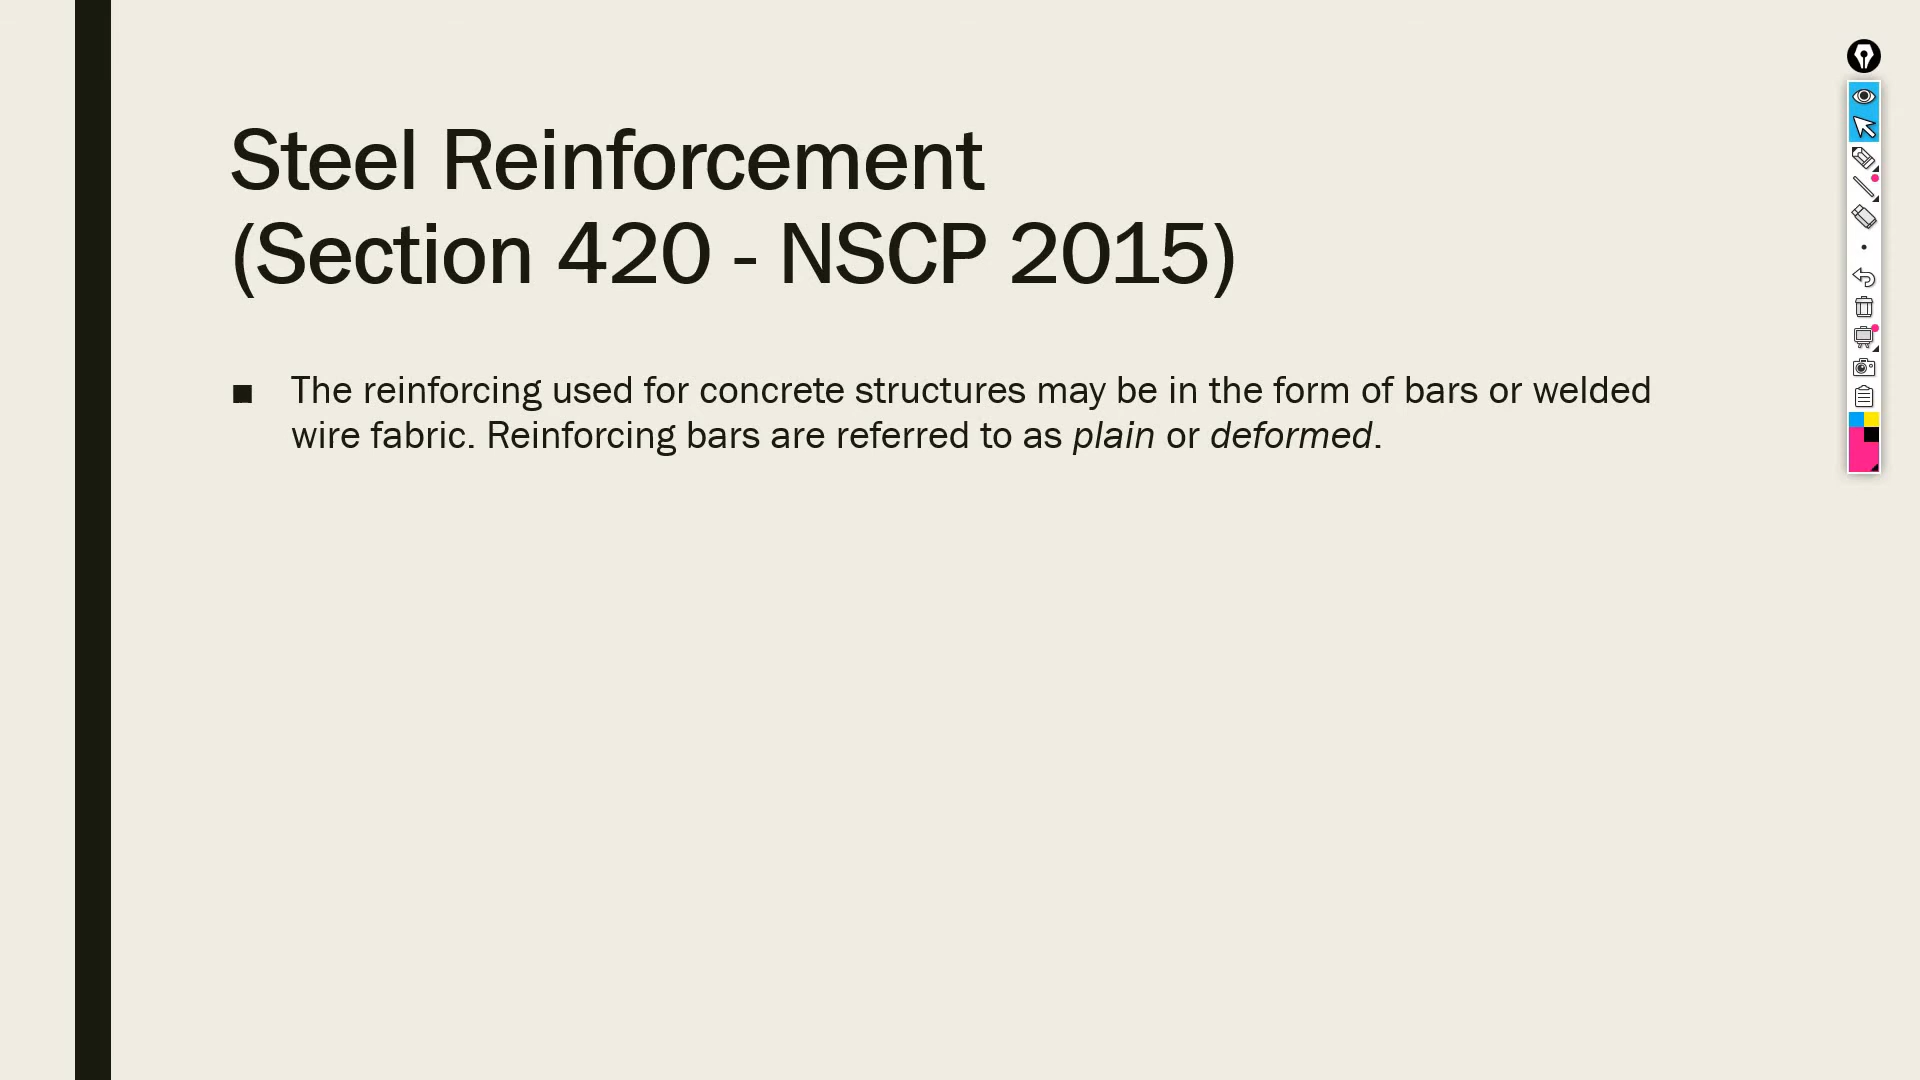 Steel Reinforcement
(Section 420 - NSCP 2015)
■ The reinforcing used for concrete structures may be in the form of bars or welded
wire fabric. Reinforcing bars are referred to as plain or deformed.